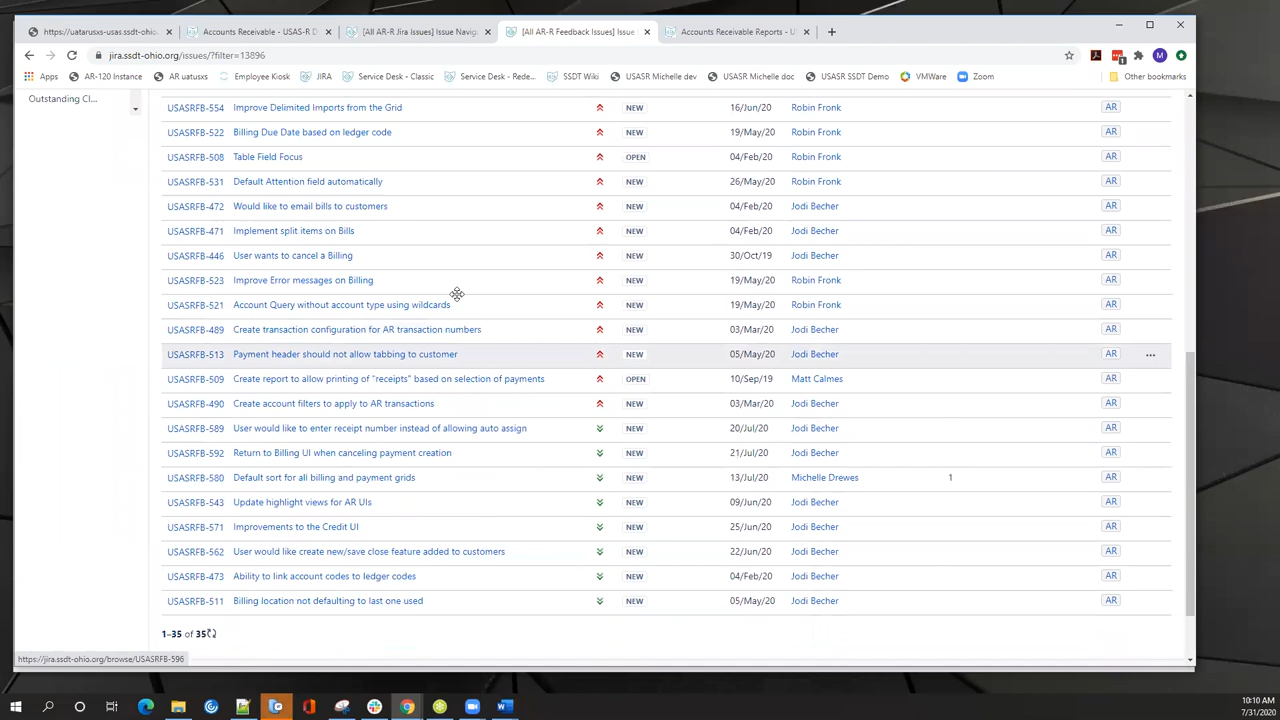 https://uatarusxs-usas.ssdt-ohio.
Accounts Receivable - USAS-R D
[All AR-R Jira Issues] Issue Navig
[All AR-R Feedback Issues] Issue
Accounts Receivable Reports - U
jira.ssdt-ohio.org/issues/?filter=13896
M
Apps
AR-120 Instance
AR uatusxs
Employee Kiosk
JIRA
Service Desk - Classic
Service Desk - Rede...
SSDT Wiki
USASR Michelle dev
USASR Michelle doc
USASR SSDT Demo
VMWare
Zoom
Other bookmarks
Outstanding Cl...
USASRFB-554 Improve Delimited Imports from the Grid NEW 16/Jun/20 Robin Fronk AR
USASRFB-522 Billing Due Date based on ledger code NEW 19/May/20 Robin Fronk AR
USASRFB-508 Table Field Focus OPEN 04/Feb/20 Robin Fronk AR
USASRFB-531 Default Attention field automatically NEW 26/May/20 Robin Fronk AR
USASRFB-472 Would like to email bills to customers NEW 04/Feb/20 Jodi Becher AR
USASRFB-471 Implement split items on Bills NEW 04/Feb/20 Jodi Becher AR
USASRFB-446 User wants to cancel a Billing NEW 30/Oct/19 Jodi Becher AR
USASRFB-523 Improve Error messages on Billing NEW 19/May/20 Robin Fronk AR
USASRFB-521 Account Query without account type using wildcards NEW 19/May/20 Robin Fronk AR
USASRFB-489 Create transaction configuration for AR transaction numbers NEW 03/Mar/20 Jodi Becher AR
USASRFB-513 Payment header should not allow tabbing to customer NEW 05/May/20 Jodi Becher AR ...
USASRFB-509 Create report to allow printing of "receipts" based on selection of payments OPEN 10/Sep/19 Matt Calmes AR
USASRFB-490 Create account filters to apply to AR transactions NEW 03/Mar/20 Jodi Becher AR
USASRFB-589 User would like to enter receipt number instead of allowing auto assign NEW 20/Jul/20 Jodi Becher AR
USASRFB-592 Return to Billing UI when canceling payment creation NEW 21/Jul/20 Jodi Becher AR
USASRFB-580 Default sort for all billing and payment grids NEW 13/Jul/20 Michelle Drewes 1 AR
USASRFB-543 Update highlight views for AR UIs NEW 09/Jun/20 Jodi Becher AR
USASRFB-571 Improvements to the Credit UI NEW 25/Jun/20 Jodi Becher AR
USASRFB-562 User would like create new/save close feature added to customers NEW 22/Jun/20 Jodi Becher AR
USASRFB-473 Ability to link account codes to ledger codes NEW 04/Feb/20 Jodi Becher AR
USASRFB-511 Billing location not defaulting to last one used NEW 05/May/20 Jodi Becher AR
1–35 of 35
https://jira.ssdt-ohio.org/browse/USASRFB-596
10:10 AM
7/31/2020